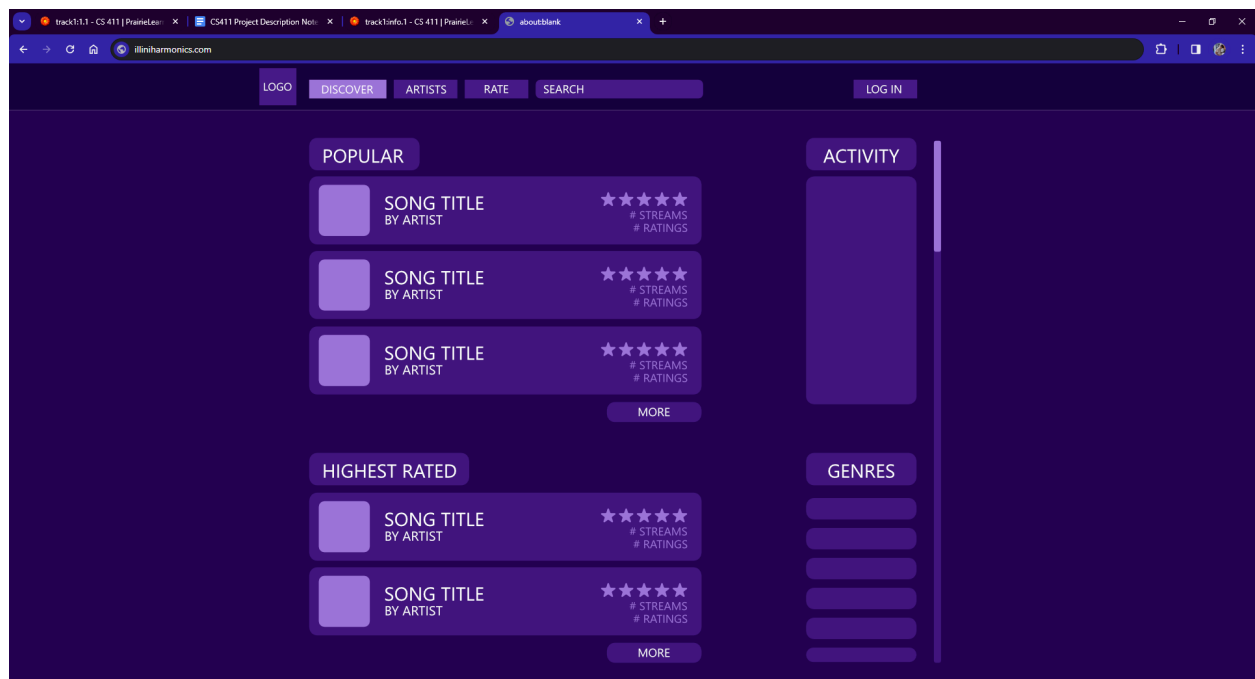 track1:1.1 - CS 411 | PrairieLearn
CS411 Project Description Note
track1:info.1 - CS 411 | PrairieLe
about:blank
illiniharmonics.com
LOGO
DISCOVER
ARTISTS
RATE
SEARCH
LOG IN
POPULAR
SONG TITLE
BY ARTIST
# STREAMS
# RATINGS
SONG TITLE
BY ARTIST
# STREAMS
# RATINGS
SONG TITLE
BY ARTIST
# STREAMS
# RATINGS
MORE
HIGHEST RATED
SONG TITLE
BY ARTIST
# STREAMS
# RATINGS
SONG TITLE
BY ARTIST
# STREAMS
# RATINGS
MORE
ACTIVITY
GENRES